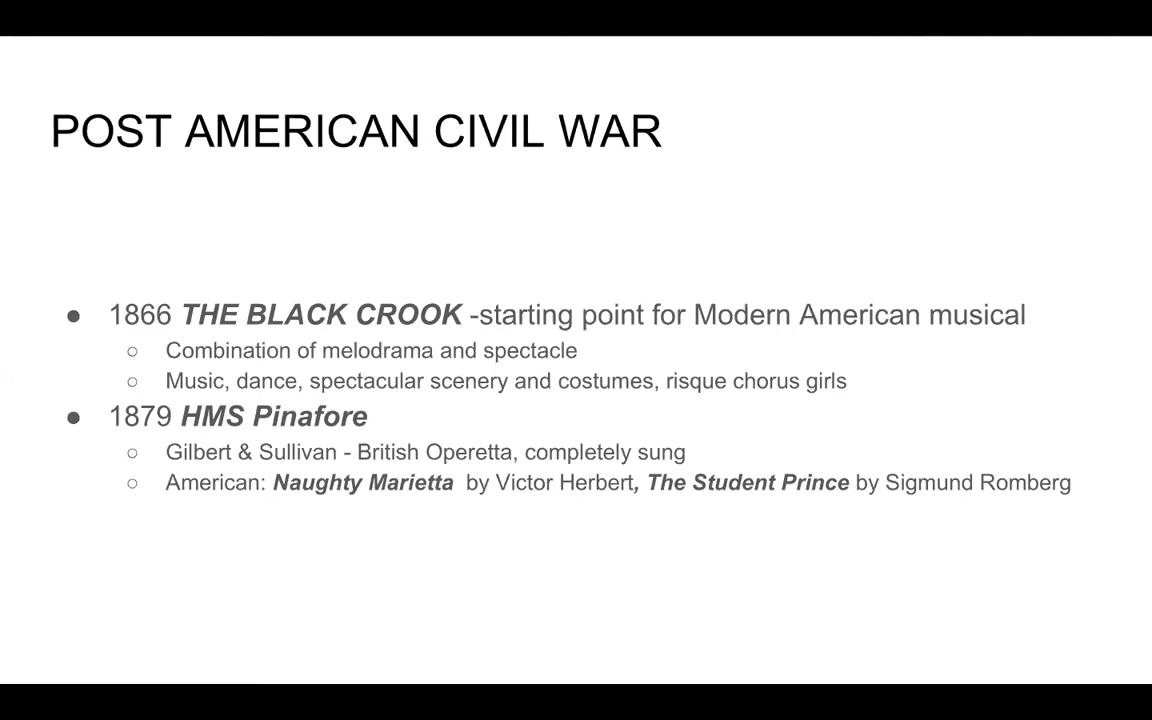 POST AMERICAN CIVIL WAR
● 1866 THE BLACK CROOK -starting point for Modern American musical
○ Combination of melodrama and spectacle
○ Music, dance, spectacular scenery and costumes, risque chorus girls
● 1879 HMS Pinafore
○ Gilbert & Sullivan - British Operetta, completely sung
○ American: Naughty Marietta by Victor Herbert, The Student Prince by Sigmund Romberg